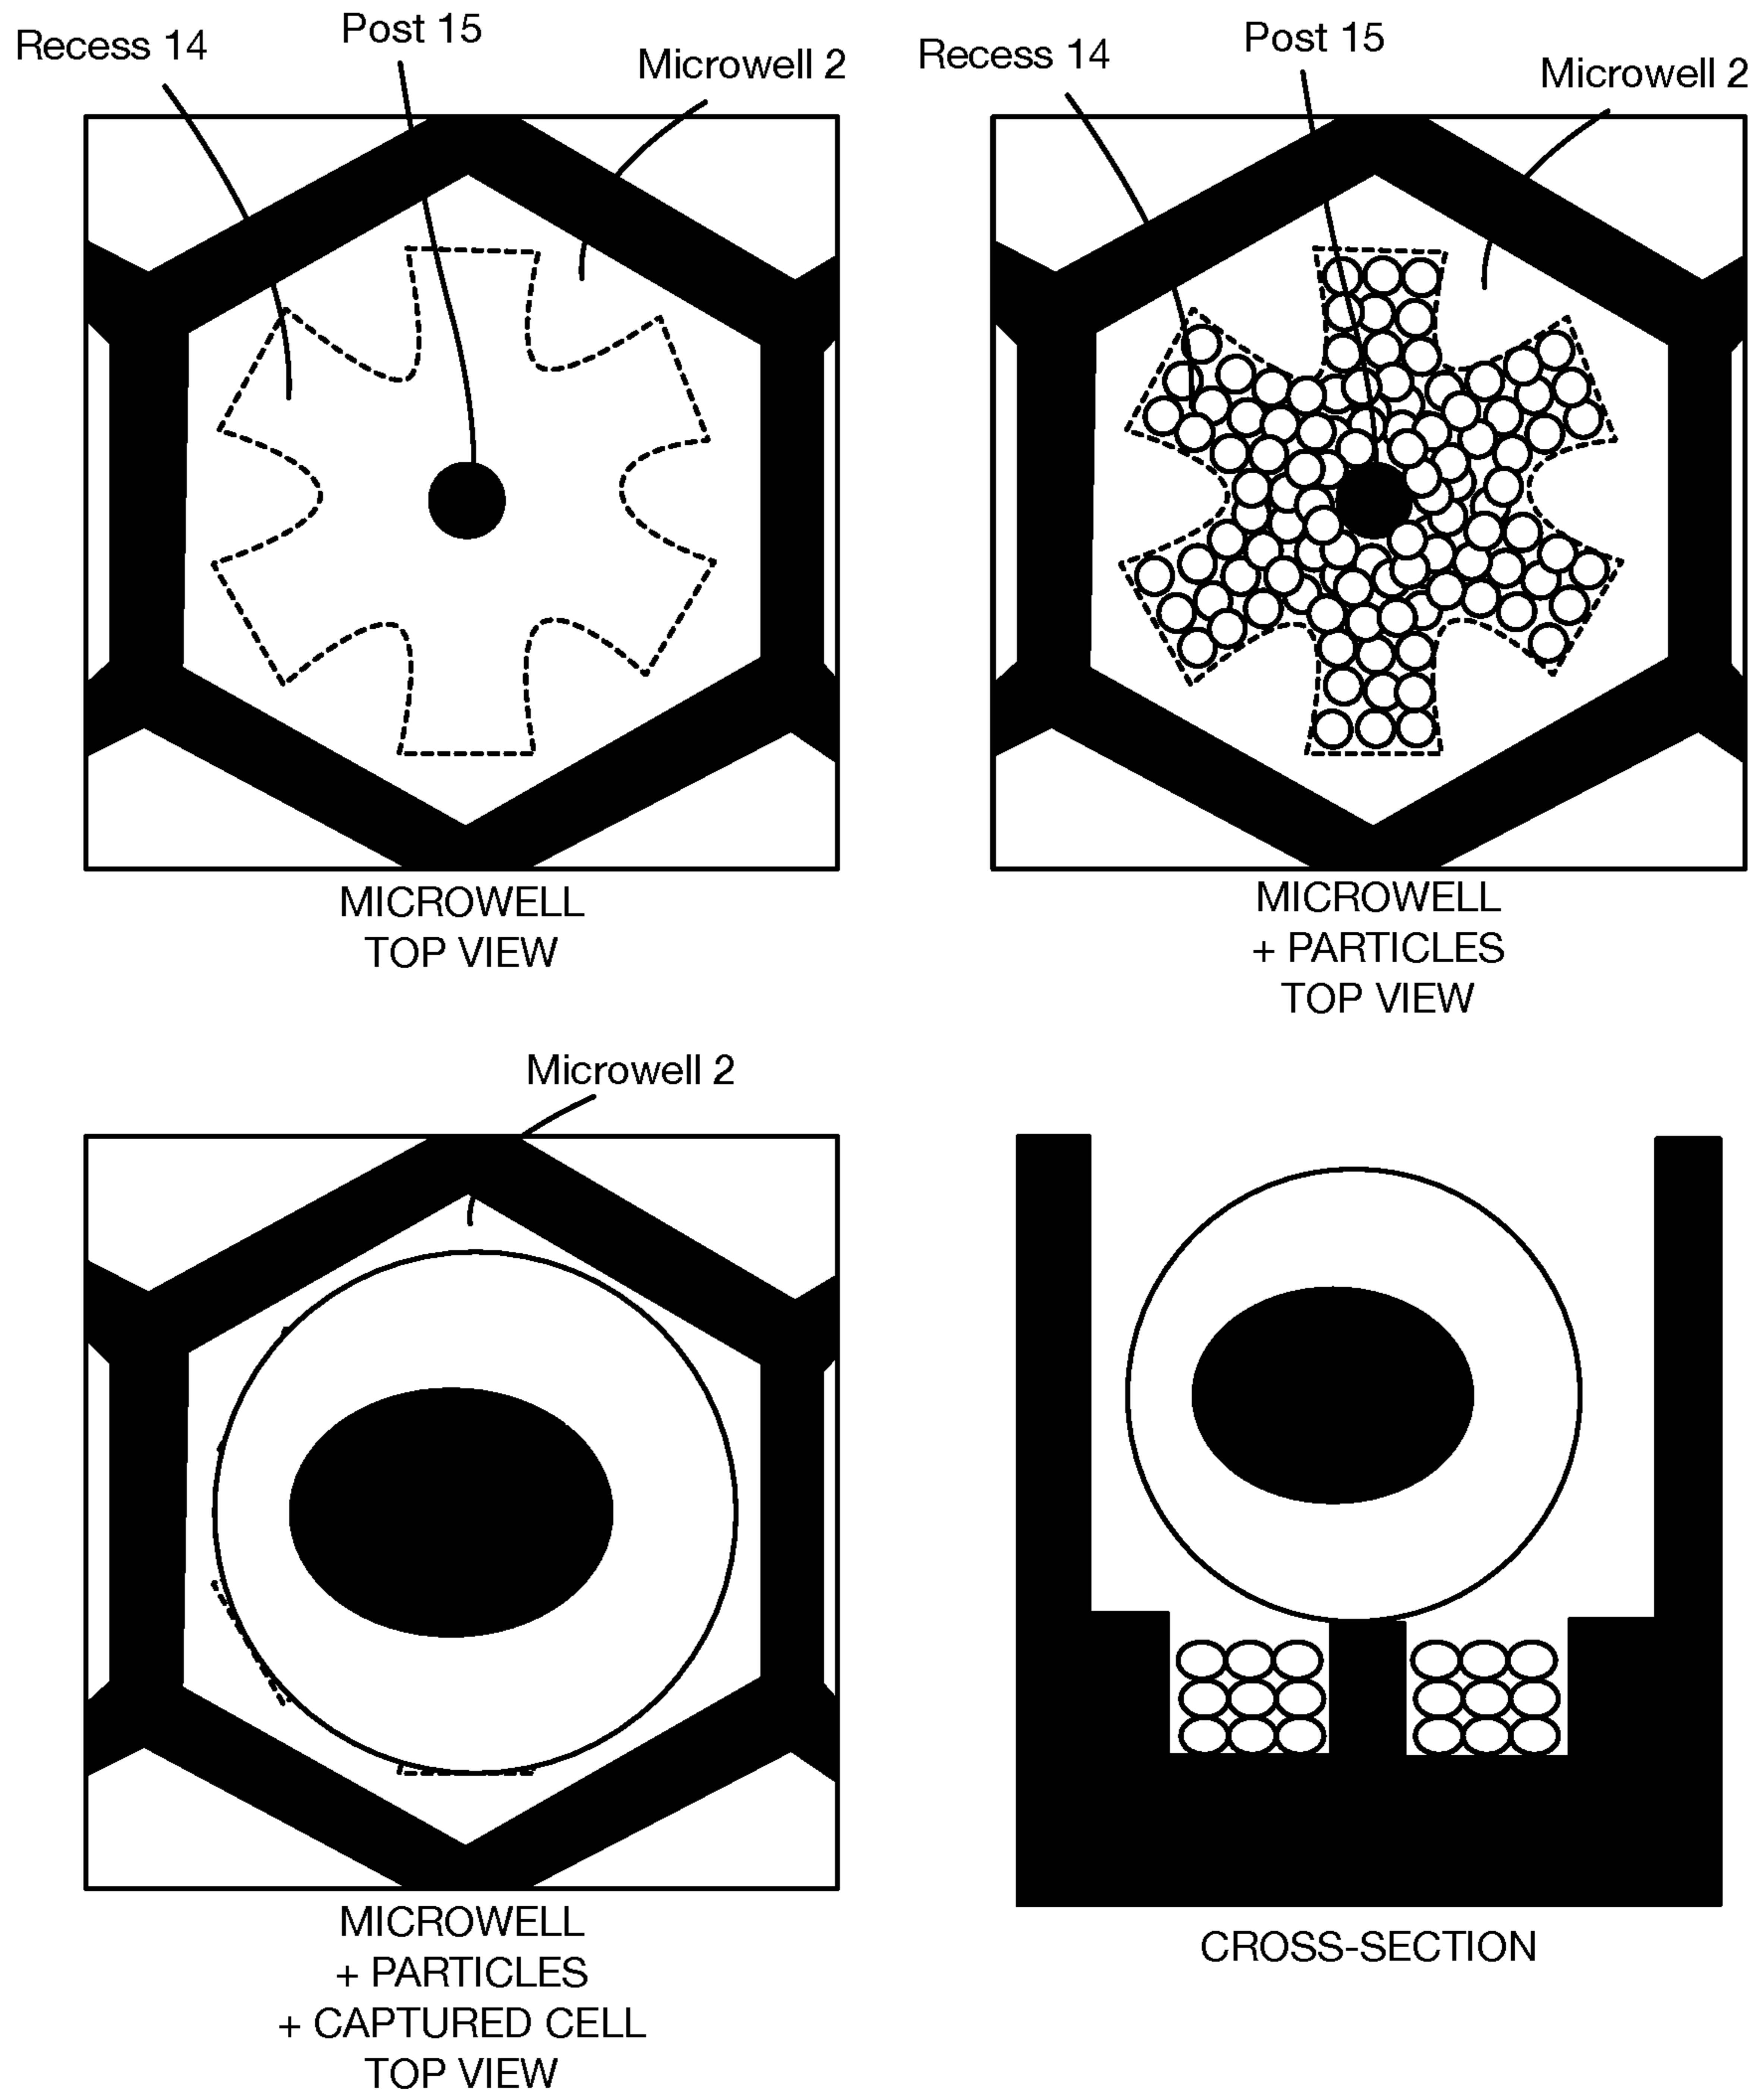 Recess 14
Post 15
Microwell 2
Recess 14
Post 15
Microwell 2
MICROWELL
TOP VIEW
MICROWELL
+ PARTICLES
TOP VIEW
Microwell 2
MICROWELL
+ PARTICLES
+ CAPTURED CELL
TOP VIEW
CROSS-SECTION